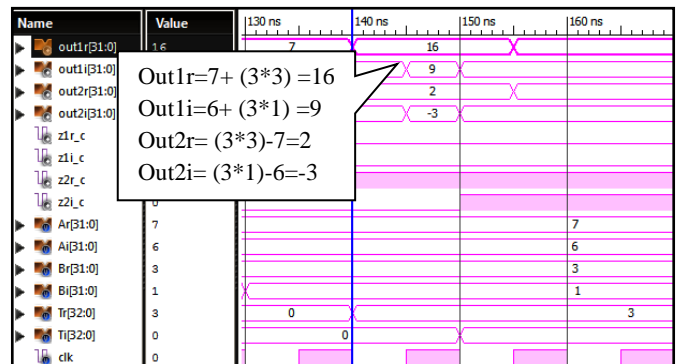 Name Value 130 ns 140 ns 150 ns 160 ns
out1r[31:0] 16 7 16
out1i[31:0] 9
out2r[31:0] 2
out2i[31:0] -3
Out1r=7+ (3*3) =16
Out1i=6+ (3*1) =9
Out2r= (3*3)-7=2
Out2i= (3*1)-6=-3
z1r_c
z1i_c
z2r_c
z2i_c 0
Ar[31:0] 7 7
Ai[31:0] 6 6
Br[31:0] 3 3
Bi[31:0] 1 1
Tr[32:0] 3 0 3
Ti[32:0] 0 0
clk 0